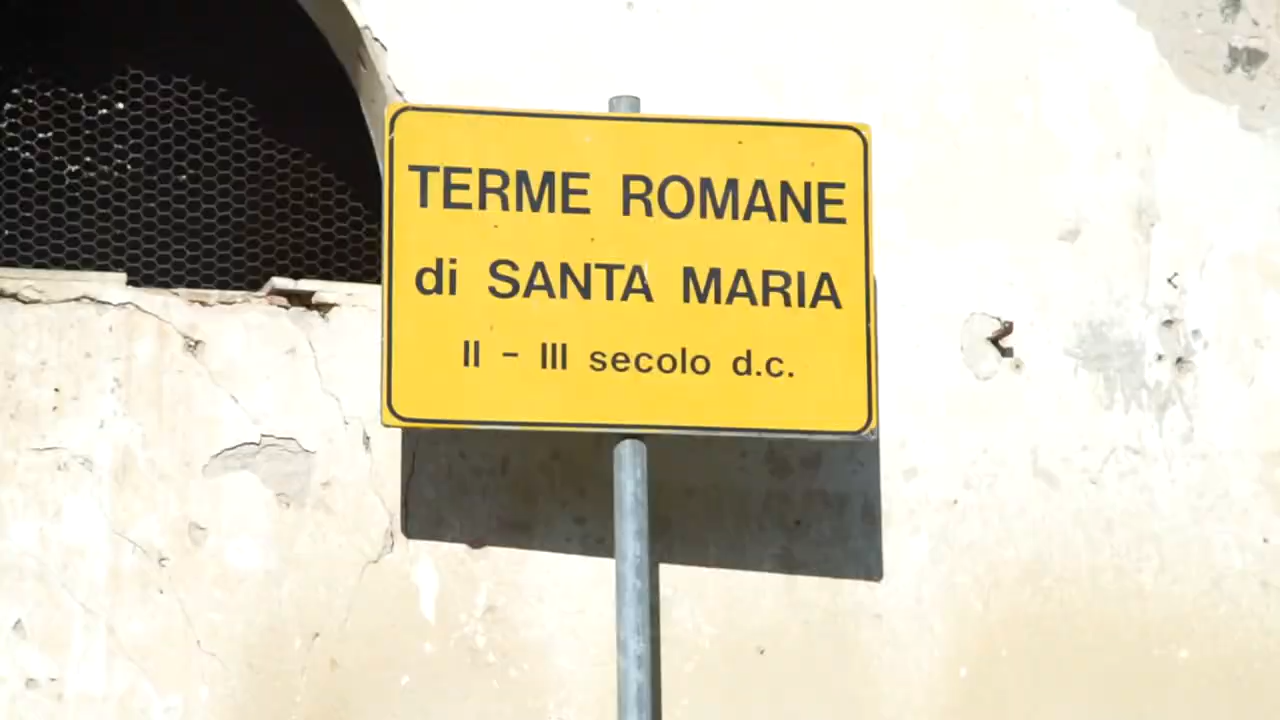 TERME ROMANE
di SANTA MARIA
II - III secolo d.c.